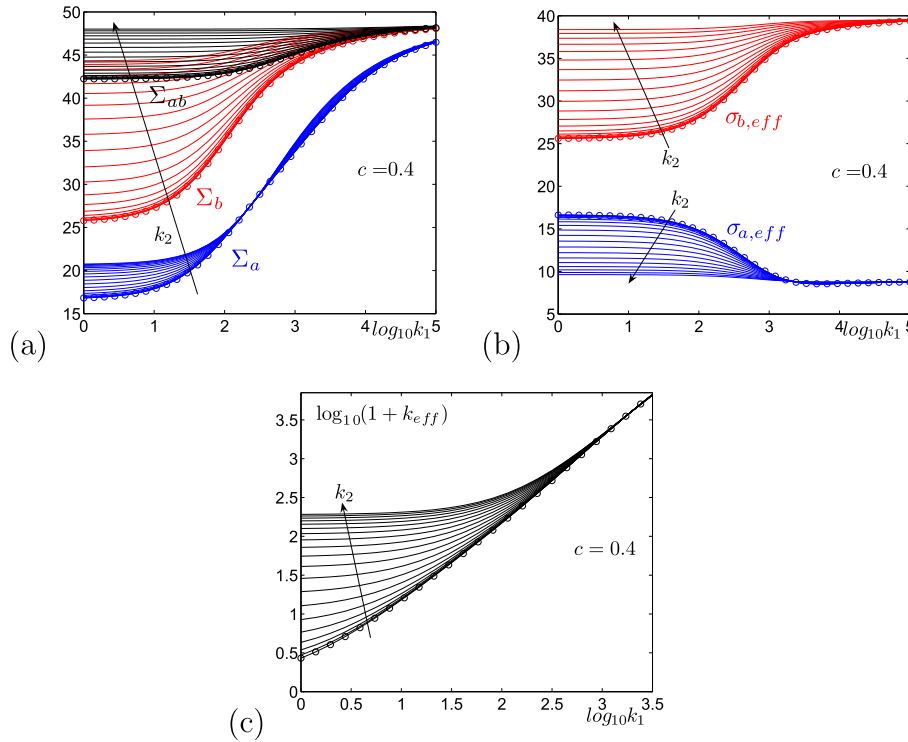 50
45
40
35
30
25
20
15
Σ_ab
Σ_b
Σ_a
k_2
c =0.4
0 1 2 3 4 5
log_10 k_1
(a)
40
35
30
25
20
15
10
5
σ_b,eff
k_2
c =0.4
k_2
σ_a,eff
0 1 2 3 4 5
log_10 k_1
(b)
log_10(1 + k_eff)
3.5
3
2.5
2
1.5
1
0.5
0
k_2
c = 0.4
0 0.5 1 1.5 2 2.5 3 3.5
log_10 k_1
(c)